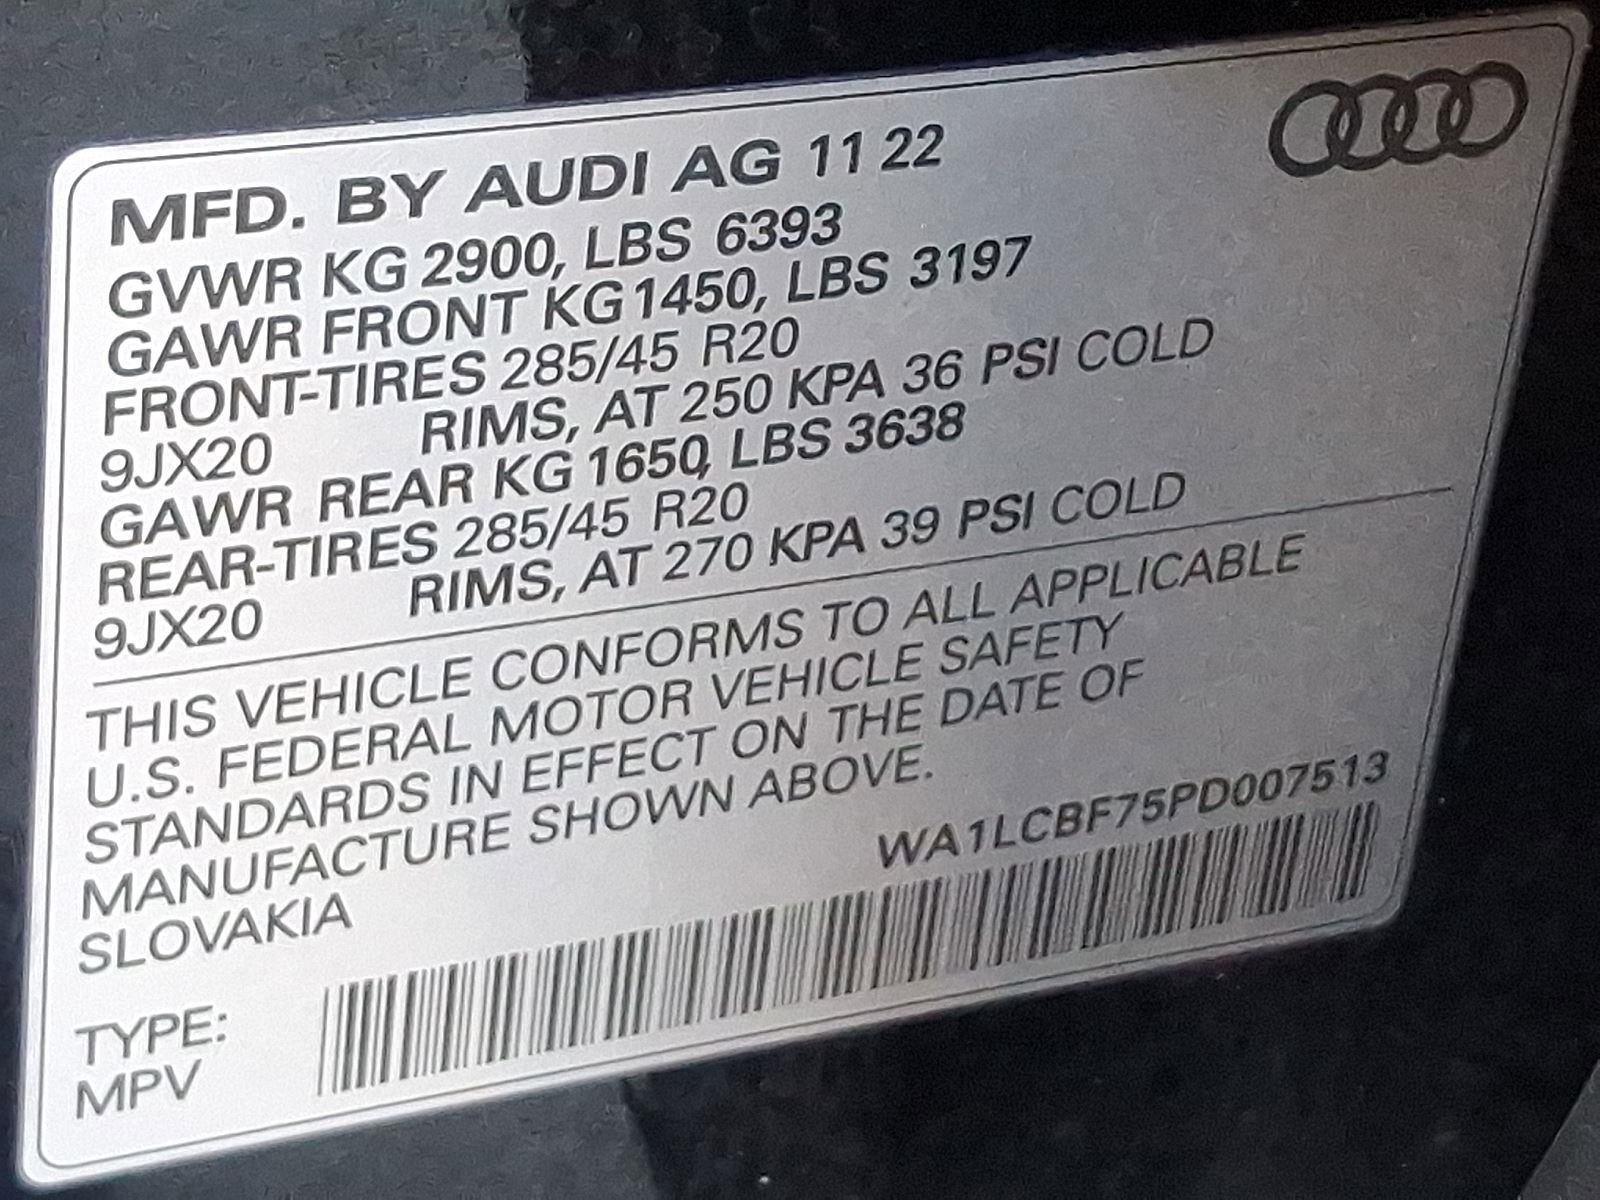 MFD. BY AUDI AG 11 22
GVWR KG 2900, LBS 6393
GAWR FRONT KG 1450, LBS 3197
FRONT-TIRES 285/45 R20
9JX20 RIMS, AT 250 KPA 36 PSI COLD
GAWR REAR KG 1650, LBS 3638
REAR-TIRES 285/45 R20
9JX20 RIMS, AT 270 KPA 39 PSI COLD
THIS VEHICLE CONFORMS TO ALL APPLICABLE
U.S. FEDERAL MOTOR VEHICLE SAFETY
STANDARDS IN EFFECT ON THE DATE OF
MANUFACTURE SHOWN ABOVE.
SLOVAKIA
WA1LCBF75PD007513
TYPE:
MPV